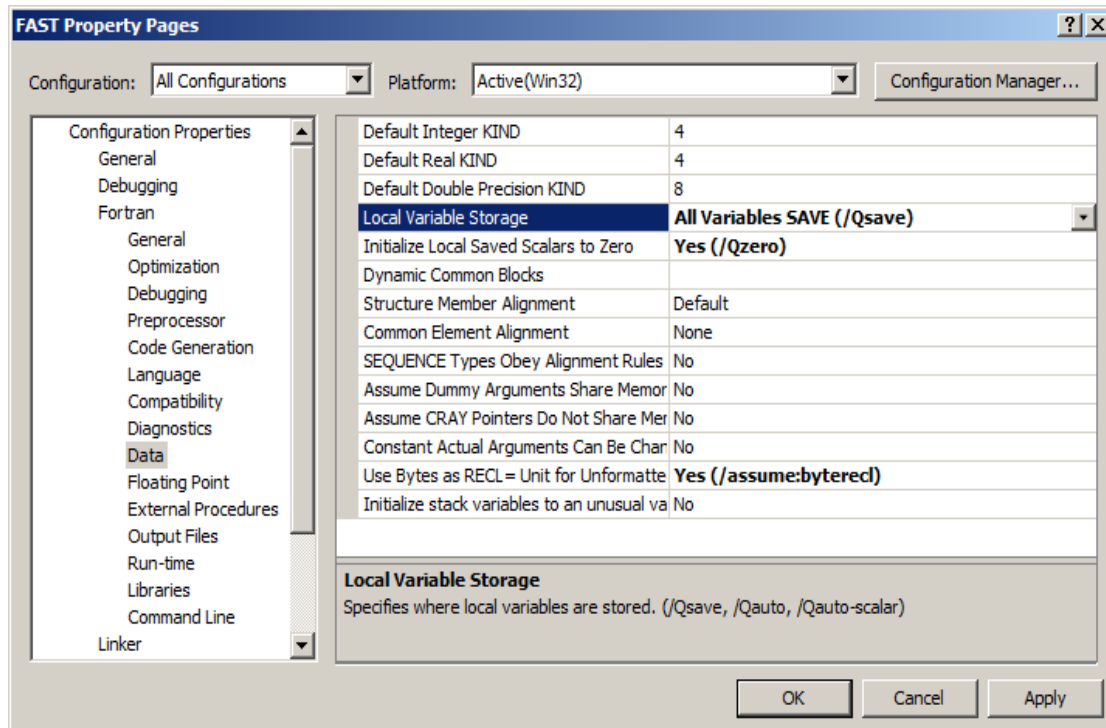 FAST Property Pages
Configuration: All Configurations Platform: Active(Win32) Configuration Manager...
Configuration Properties
General
Debugging
Fortran
General
Optimization
Debugging
Preprocessor
Code Generation
Language
Compatibility
Diagnostics
Data
Floating Point
External Procedures
Output Files
Run-time
Libraries
Command Line
Linker
Default Integer KIND 4
Default Real KIND 4
Default Double Precision KIND 8
Local Variable Storage All Variables SAVE (/Qsave)
Initialize Local Saved Scalars to Zero Yes (/Qzero)
Dynamic Common Blocks
Structure Member Alignment Default
Common Element Alignment None
SEQUENCE Types Obey Alignment Rules No
Assume Dummy Arguments Share Memor No
Assume CRAY Pointers Do Not Share Mer No
Constant Actual Arguments Can Be Chan No
Use Bytes as RECL= Unit for Unformatte Yes (/assume:byterecl)
Initialize stack variables to an unusual va No
Local Variable Storage
Specifies where local variables are stored. (/Qsave, /Qauto, /Qauto-scalar)
OK Cancel Apply